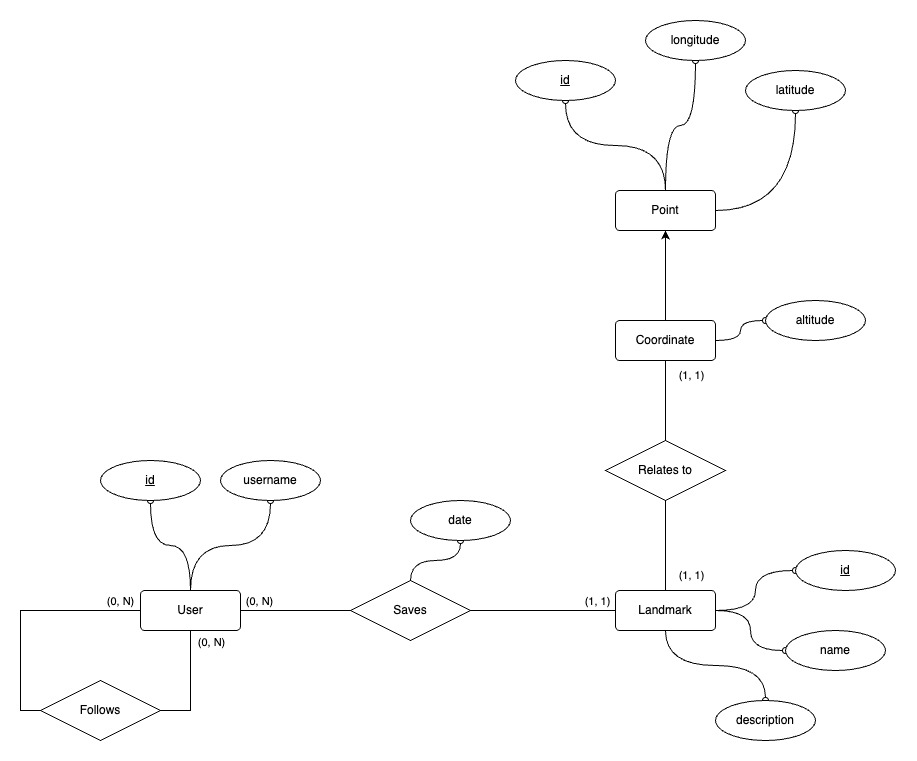 longitude
id
latitude
Point
altitude
Coordinate
(1, 1)
Relates to
id
username
date
(1, 1)
id
(0, N)
User
(0, N)
Saves
(1, 1)
Landmark
(0, N)
name
Follows
description